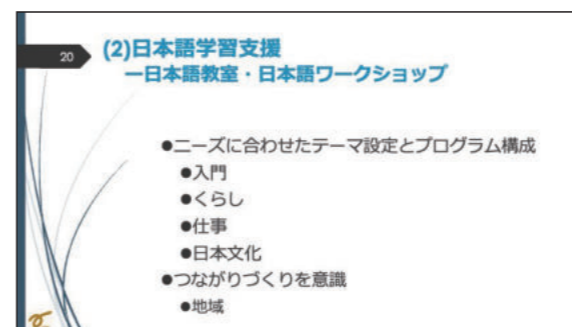 20
(2)日本語学習支援
ー日本語教室・日本語ワークショップ
●ニーズに合わせたテーマ設定とプログラム構成
●入門
●くらし
●仕事
●日本文化
●つながりづくりを意識
●地域